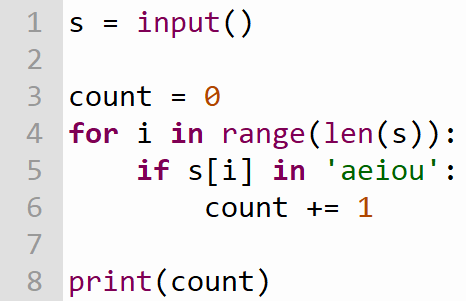 1 s = input()
2
3 count = 0
4 for i in range(len(s)):
5     if s[i] in 'aeiou':
6         count += 1
7
8 print(count)